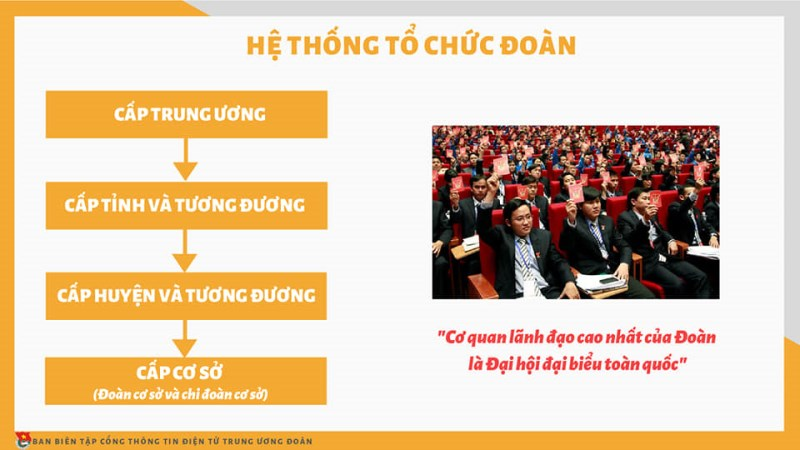 HỆ THỐNG TỔ CHỨC ĐOÀN
CẤP TRUNG ƯƠNG
CẤP TỈNH VÀ TƯƠNG ĐƯƠNG
CẤP HUYỆN VÀ TƯƠNG ĐƯƠNG
CẤP CƠ SỞ
(Đoàn cơ sở và chi đoàn cơ sở)
"Cơ quan lãnh đạo cao nhất của Đoàn
là Đại hội đại biểu toàn quốc"
BAN BIÊN TẬP CỔNG THÔNG TIN ĐIỆN TỬ TRUNG ƯƠNG ĐOÀN